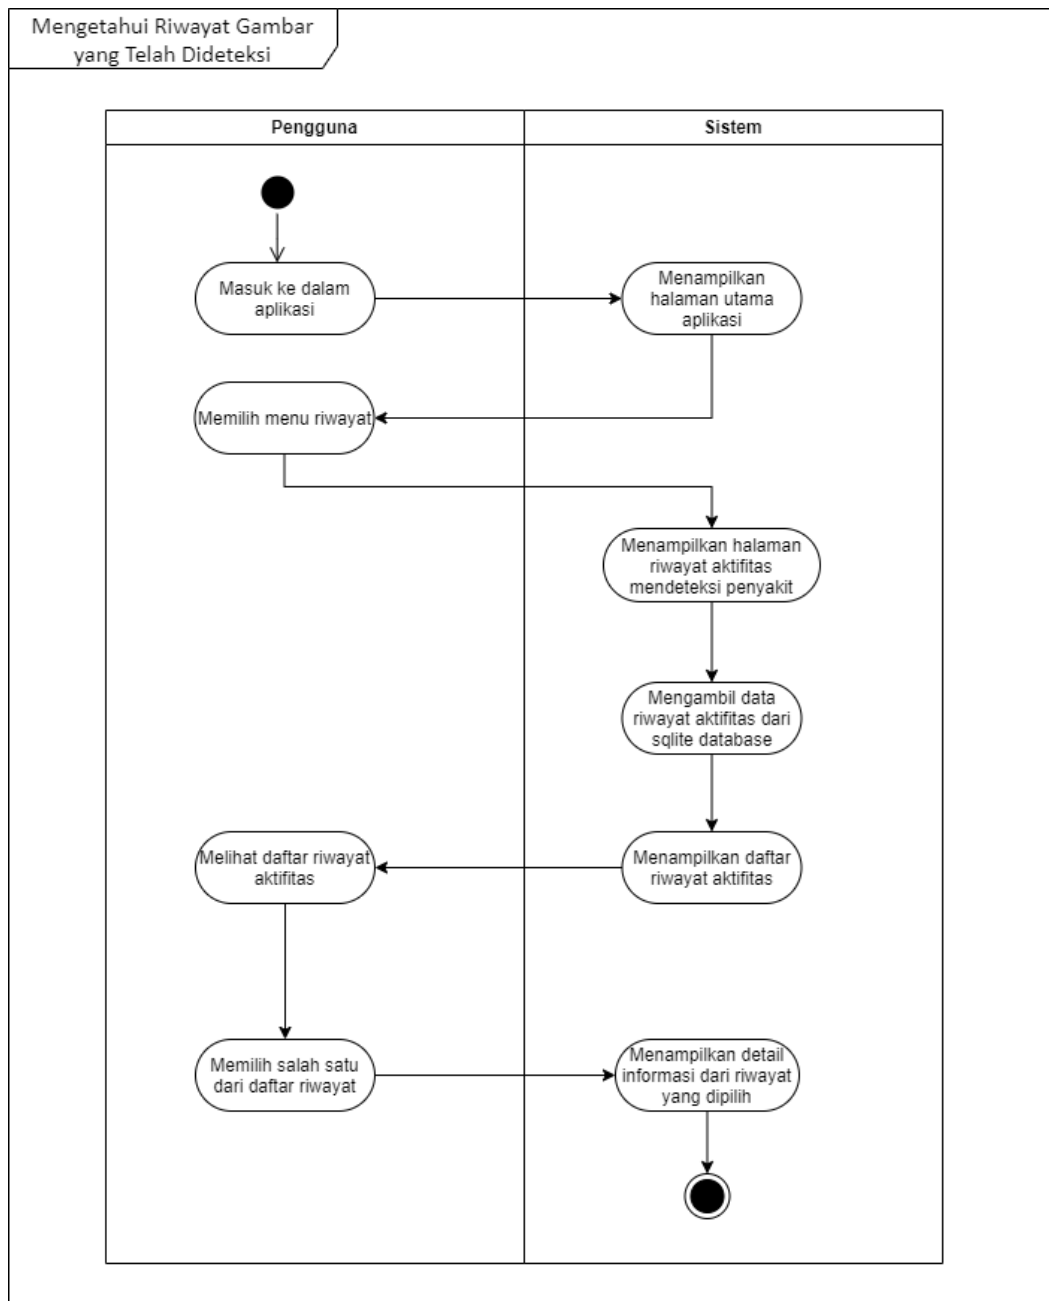 Mengetahui Riwayat Gambar
yang Telah Dideteksi
Pengguna
Sistem
Masuk ke dalam
aplikasi
Menampilkan
halaman utama
aplikasi
Memilih menu riwayat
Menampilkan halaman
riwayat aktifitas
mendeteksi penyakit
Mengambil data
riwayat aktifitas dari
sqlite database
Menampilkan daftar
riwayat aktifitas
Melihat daftar riwayat
aktifitas
Memilih salah satu
dari daftar riwayat
Menampilkan detail
informasi dari riwayat
yang dipilih